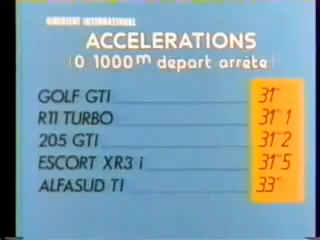 ACCELERATIONS
(0/1000m départ arrêté)
GOLF GTI 31"
R11 TURBO 31"1
205 GTI 31"2
ESCORT XR3 i 31"5
ALFASUD TI 33"